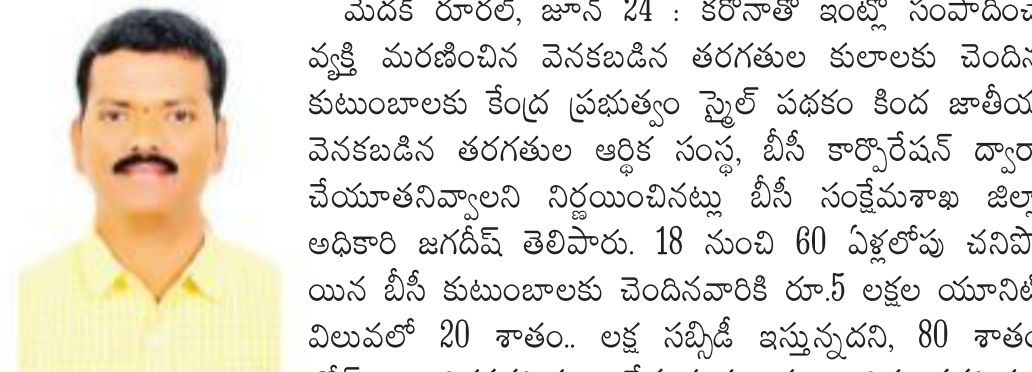 మెదక్ రూరల్, జూన్ 24 : కరోనాతో ఇంట్లో సంపాదించే
వ్యక్తి మరణించిన వెనకబడిన తరగతుల కులాలకు చెందిన
కుటుంబాలకు కేంద్ర ప్రభుత్వం స్మైల్ పథకం కింద జాతీయ
వెనకబడిన తరగతుల ఆర్థిక సంస్థ, బీసీ కార్పొరేషన్ ద్వారా
చేయూతనివ్వాలని నిర్ణయించినట్లు బీసీ సంక్షేమశాఖ జిల్లా
అధికారి జగదీష్ తెలిపారు. 18 నుంచి 60 ఏళ్లలోపు చనిపో
యిన బీసీ కుటుంబాలకు చెందినవారికి రూ.5 లక్షల యూనిట్
విలువలో 20 శాతం.. లక్ష సబ్సిడీ ఇస్తున్నదని, 80 శాతం